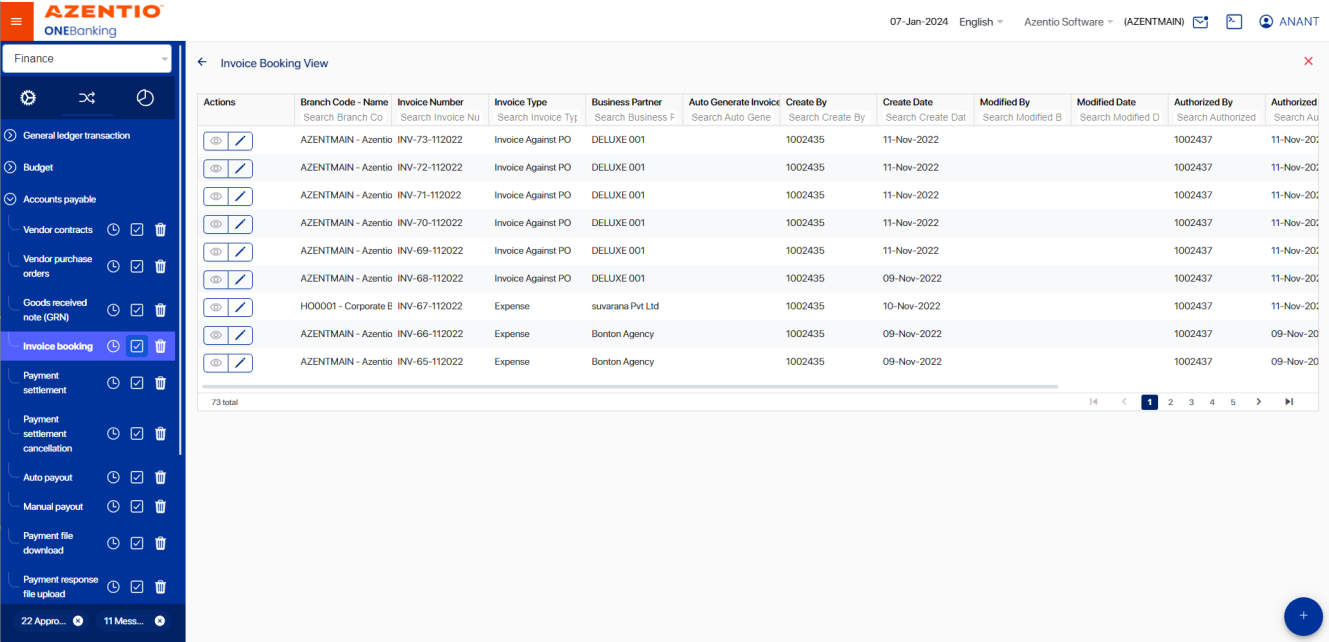 AZENTIO
ONEBanking
07-Jan-2024 English Azentio Software (AZENTMAIN) ANANT
Finance
General ledger transaction
Budget
Accounts payable
Vendor contracts
Vendor purchase
orders
Goods received
note (GRN)
Invoice booking
Payment
settlement
Payment
settlement
cancellation
Auto payout
Manual payout
Payment file
download
Payment response
file upload
22 Appro... 11 Mess...
Invoice Booking View
Actions Branch Code - Name Invoice Number Invoice Type Business Partner Auto Generate Invoice Create By Create Date Modified By Modified Date Authorized By Authorized
Search Branch Co Search Invoice Nu Search Invoice Typ Search Business P Search Auto Gene Search Create By Search Create Dat Search Modified B Search Modified D Search Authorized Search Au
AZENTMAIN - Azentio INV-73-112022 Invoice Against PO DELUXE 001 1002435 11-Nov-2022 1002437 11-Nov-202
AZENTMAIN - Azentio INV-72-112022 Invoice Against PO DELUXE 001 1002435 11-Nov-2022 1002437 11-Nov-202
AZENTMAIN - Azentio INV-71-112022 Invoice Against PO DELUXE 001 1002435 11-Nov-2022 1002437 11-Nov-202
AZENTMAIN - Azentio INV-70-112022 Invoice Against PO DELUXE 001 1002435 11-Nov-2022 1002437 11-Nov-202
AZENTMAIN - Azentio INV-69-112022 Invoice Against PO DELUXE 001 1002435 11-Nov-2022 1002437 11-Nov-202
AZENTMAIN - Azentio INV-68-112022 Invoice Against PO DELUXE 001 1002435 09-Nov-2022 1002437 11-Nov-202
HO0001 - Corporate B INV-67-112022 Expense suvarana Pvt Ltd 1002435 10-Nov-2022 1002437 11-Nov-202
AZENTMAIN - Azentio INV-66-112022 Expense Bonton Agency 1002435 09-Nov-2022 1002437 09-Nov-20
AZENTMAIN - Azentio INV-65-112022 Expense Bonton Agency 1002435 09-Nov-2022 1002437 09-Nov-20
73 total 1 2 3 4 5